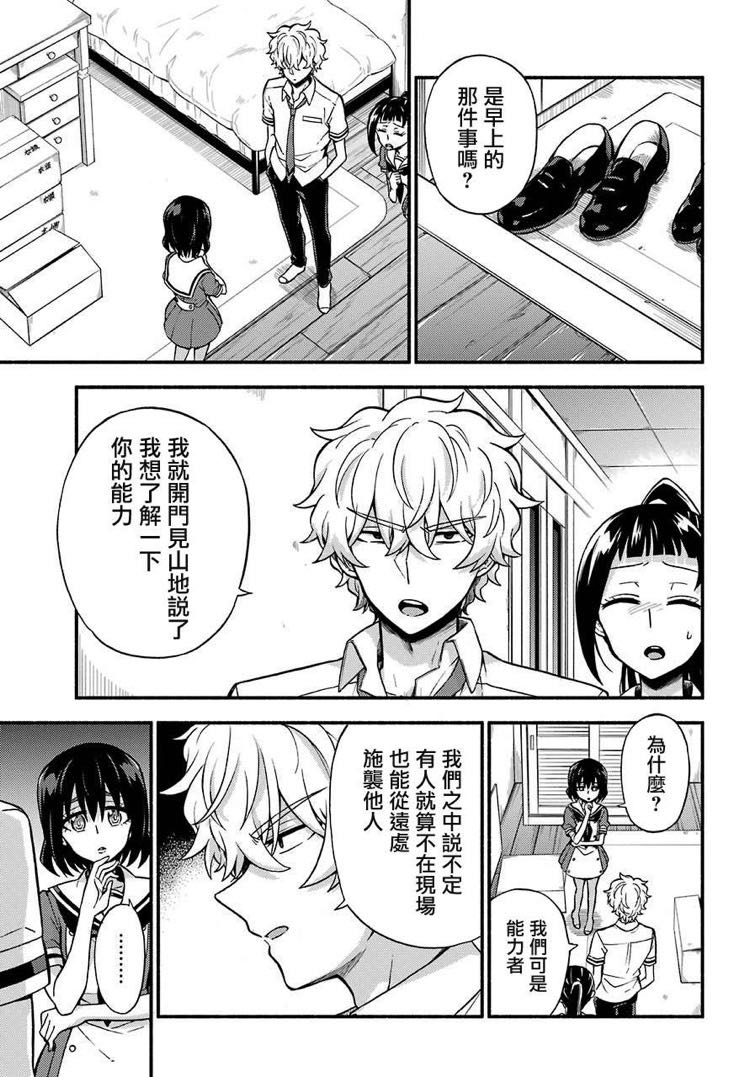 是早上的
那件事嗎?
我就開門見山地說了
我想了解一下
你的能力
為什麼?
我們可是
能力者
我們之中說不定
有人就算不在現場
也能從遠處
施襲他人
………